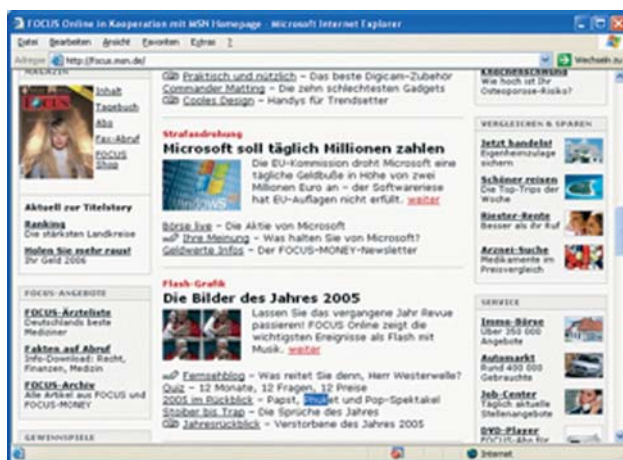 FOCUS Online in Kooperation mit MSN Homepage - Microsoft Internet Explorer
Datei Bearbeiten Ansicht Favoriten Extras ?
Adresse http://focus.msn.de/ Wechseln zu
MAGAZIN
FOCUS
Inhalt
Tagebuch
Abo
Fax-Abruf
FOCUS
Shop
Aktuell zur Titelstory
Ranking
Die stärksten Landkreise
Holen Sie mehr raus!
Ihr Geld 2006
FOCUS-ANGEBOTE
FOCUS-Ärzteliste
Deutschlands beste
Mediziner
Fakten auf Abruf
Info-Download: Recht,
Finanzen, Medizin
FOCUS-Archiv
Alle Artikel aus FOCUS und
FOCUS-MONEY
GEWINNSPIELE
Praktisch und nützlich – Das beste Digicam-Zubehör
Commander Matting – Die zehn schlechtesten Gadgets
Cooles Design – Handys für Trendsetter
Strafandrohung
Microsoft soll täglich Millionen zahlen
Die EU-Kommission droht Microsoft eine
tägliche Geldbuße in Höhe von zwei
Millionen Euro an – der Softwareriese
hat EU-Auflagen nicht erfüllt. weiter
Börse live – Die Aktie von Microsoft
Ihre Meinung – Was halten Sie von Microsoft?
Geldwerte Infos – Der FOCUS-MONEY-Newsletter
Flash-Grafik
Die Bilder des Jahres 2005
Lassen Sie das vergangene Jahr Revue
passieren! FOCUS Online zeigt die
wichtigsten Ereignisse als Flash mit
Musik. weiter
Fernsehblog – Was reitet Sie denn, Herr Westerwelle?
Quiz – 12 Monate, 12 Fragen, 12 Preise
2005 im Rückblick – Papst, Phuket und Pop-Spektakel
Stoiber bis Trap – Die Sprüche des Jahres
Jahresrückblick – Verstorbene des Jahres 2005
Knochenschwung
Wie hoch ist Ihr
Osteoporose-Risiko?
VERGLEICHEN & SPAREN
Jetzt handeln!
Eigenheimzulage
sichern
Schöner reisen
Die Top-Trips der
Woche
Riester-Rente
Besser als ihr Ruf
Arznei-Suche
Medikamente im
Preisvergleich
SERVICE
Immo-Börse
Über 350 000
Angebote
Automarkt
Rund 400 000
Gebrauchte
Job-Center
Täglich aktuelle
Stellenangebote
DVD-Player
FOCUS-Abo für
Internet